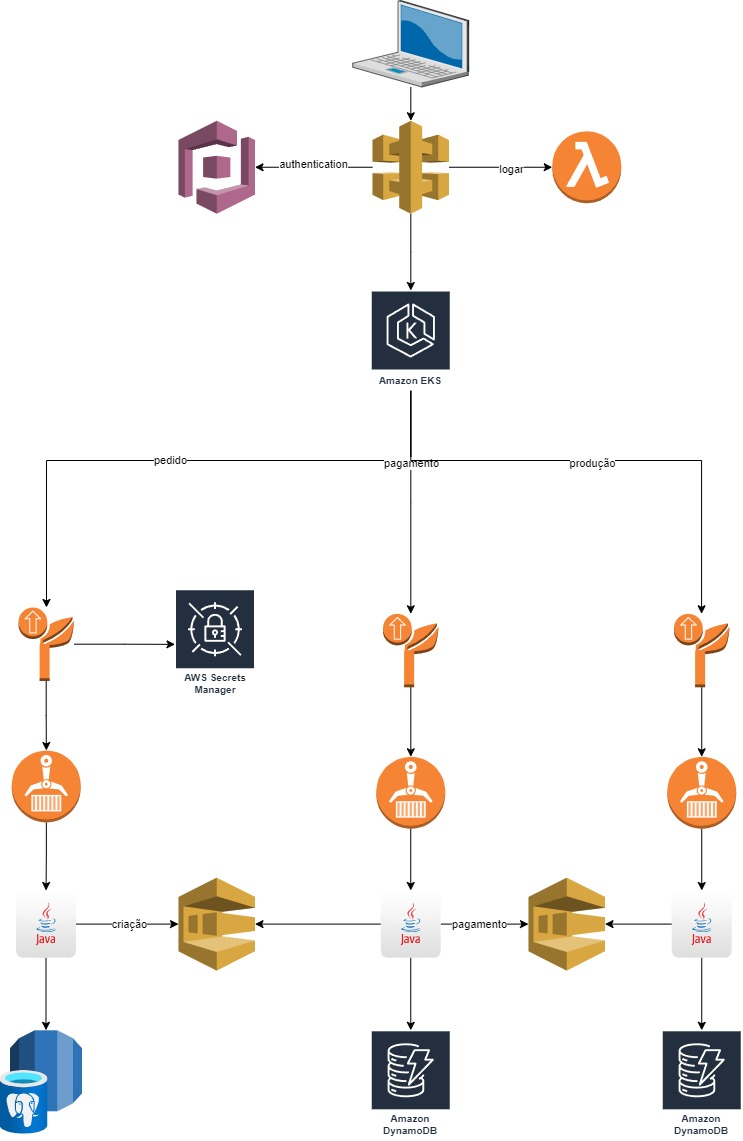 authentication
logar
K
Amazon EKS
pedido
pagamento
produção
AWS Secrets
Manager
Java
criação
Java
pagamento
Java
Amazon
DynamoDB
Amazon
DynamoDB